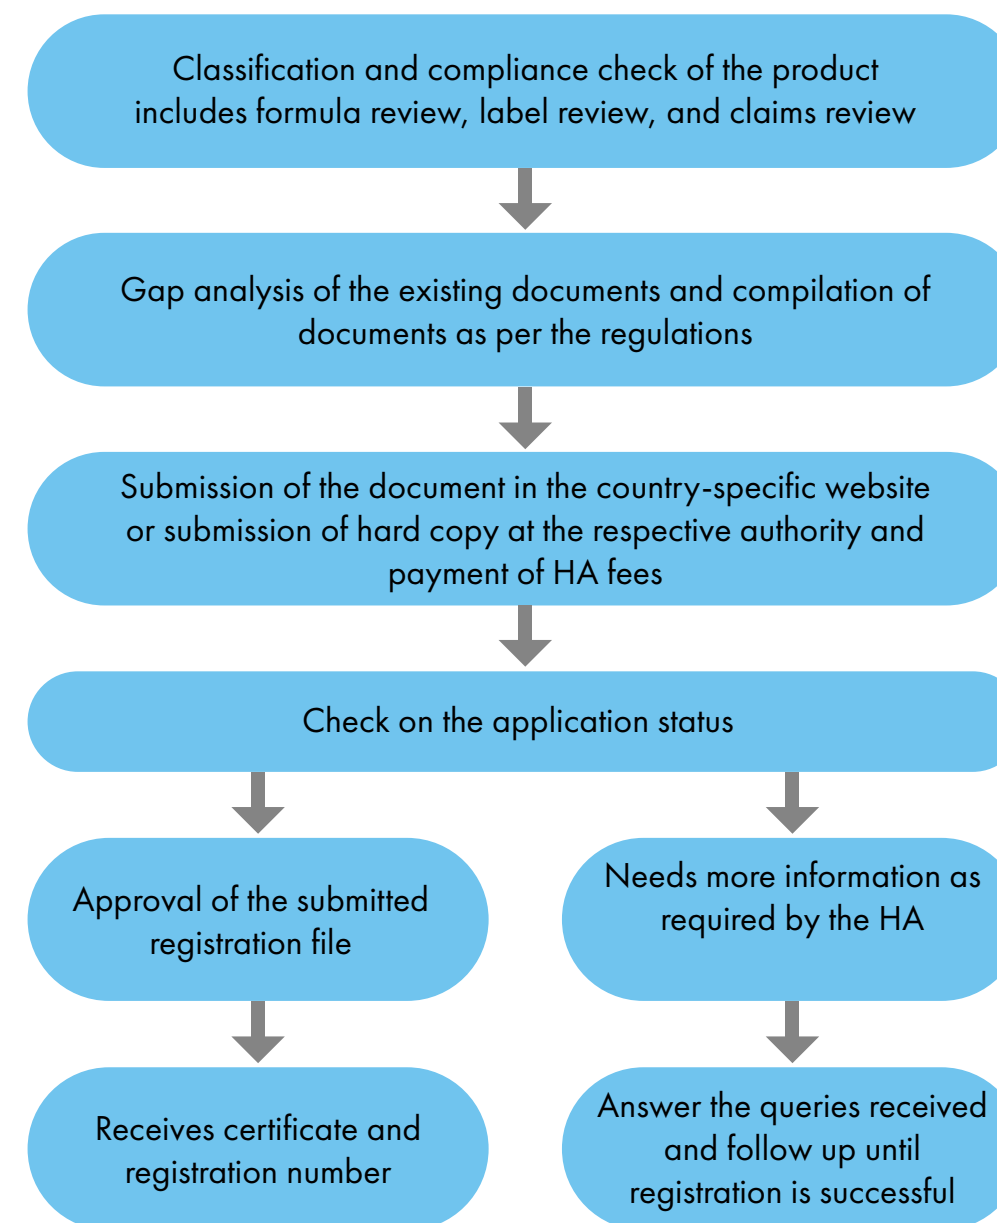 Classification and compliance check of the product
includes formula review, label review, and claims review
Gap analysis of the existing documents and compilation of
documents as per the regulations
Submission of the document in the country-specific website
or submission of hard copy at the respective authority and
payment of HA fees
Check on the application status
Approval of the submitted
registration file
Needs more information as
required by the HA
Receives certificate and
registration number
Answer the queries received
and follow up until
registration is successful